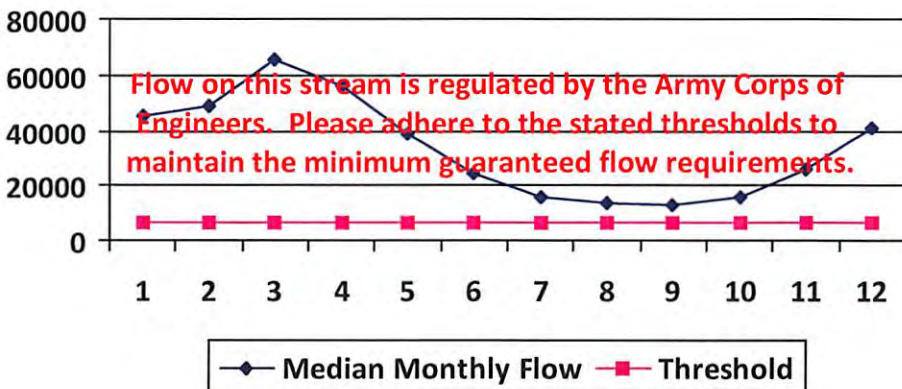 80000
60000
40000
20000
0
Flow on this stream is regulated by the Army Corps of
Engineers. Please adhere to the stated thresholds to
maintain the minimum guaranteed flow requirements.
1 2 3 4 5 6 7 8 9 10 11 12
Median Monthly Flow Threshold